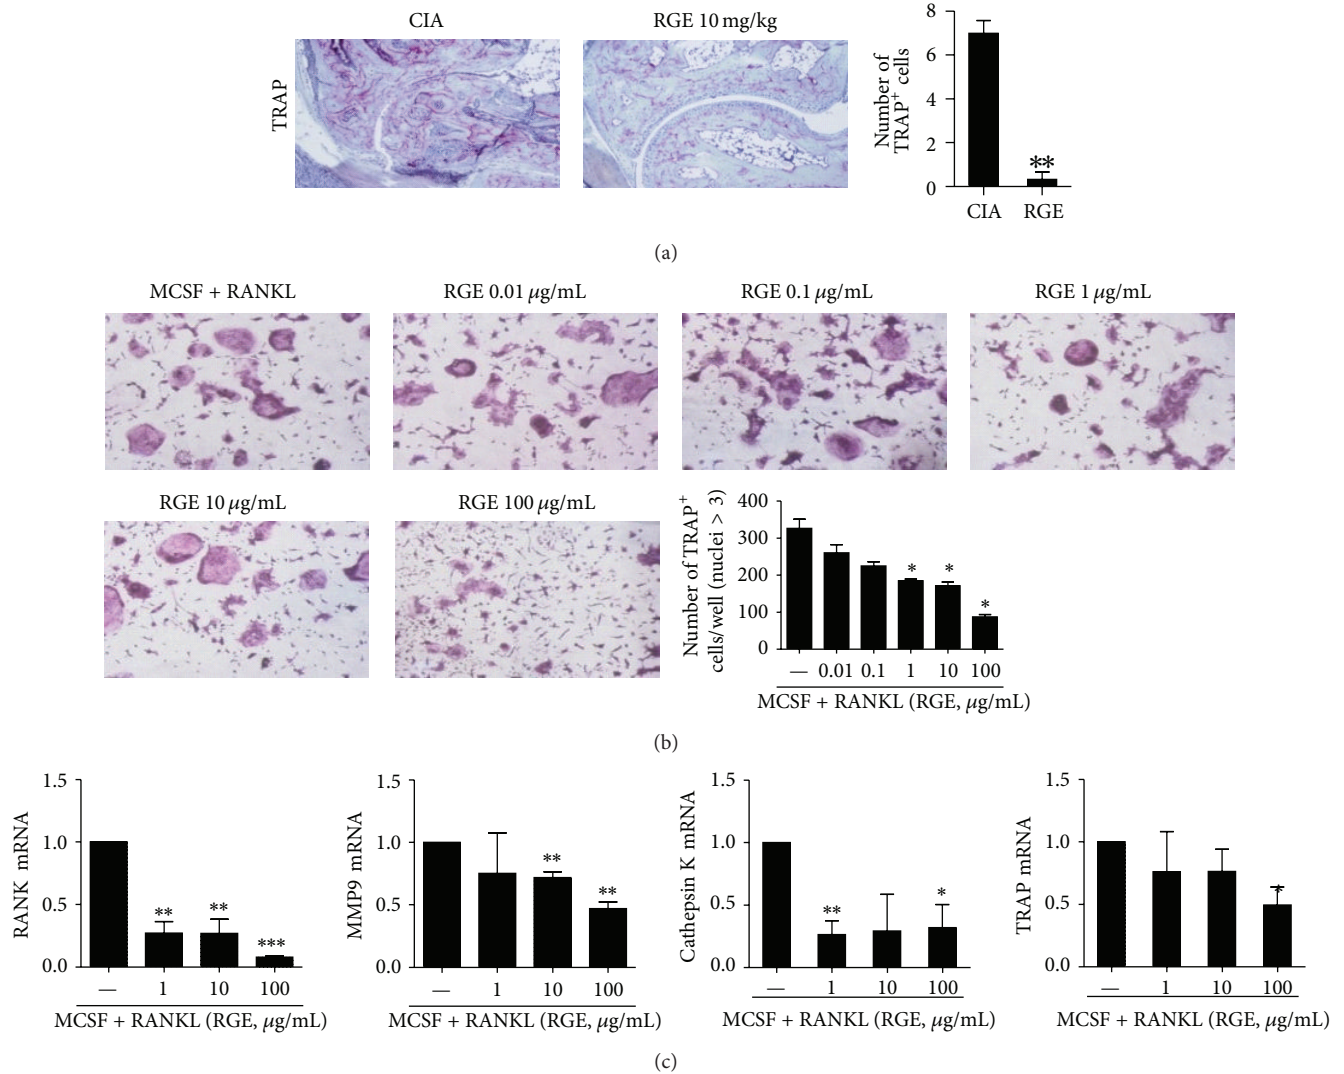 CIA
RGE 10 mg/kg
TRAP
Number of
TRAP+ cells
8
6
4
2
0
**
CIA RGE
(a)
MCSF + RANKL
RGE 0.01 μg/mL
RGE 0.1 μg/mL
RGE 1 μg/mL
RGE 10 μg/mL
RGE 100 μg/mL
Number of TRAP+
cells/well (nuclei > 3)
400
300
200
100
0
* * *
— 0.01 0.1 1 10 100
MCSF + RANKL (RGE, μg/mL)
(b)
RANK mRNA
1.5
1.0
0.5
0.0
** ** ***
— 1 10 100
MCSF + RANKL (RGE, μg/mL)
MMP9 mRNA
1.5
1.0
0.5
0.0
** **
— 1 10 100
MCSF + RANKL (RGE, μg/mL)
Cathepsin K mRNA
1.5
1.0
0.5
0.0
** *
— 1 10 100
MCSF + RANKL (RGE, μg/mL)
TRAP mRNA
1.5
1.0
0.5
0.0
*
— 1 10 100
MCSF + RANKL (RGE, μg/mL)
(c)